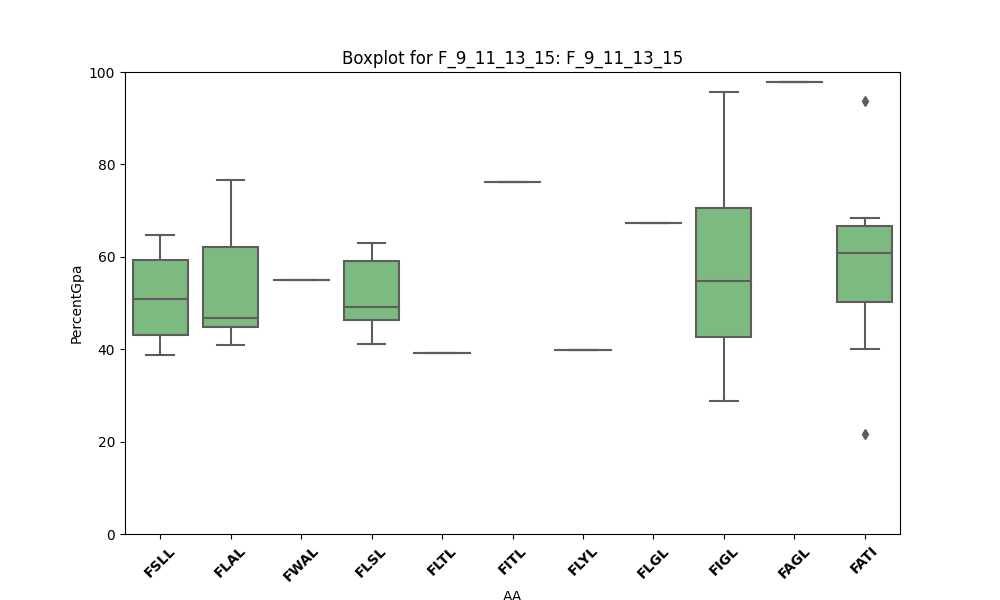 Boxplot for F_9_11_13_15: F_9_11_13_15
PercentGpa
100
80
60
40
20
0
FSLL
FLAL
FWAL
FLSL
FLTL
FITL
FLYL
FLGL
FIGL
FAGL
FATI
AA